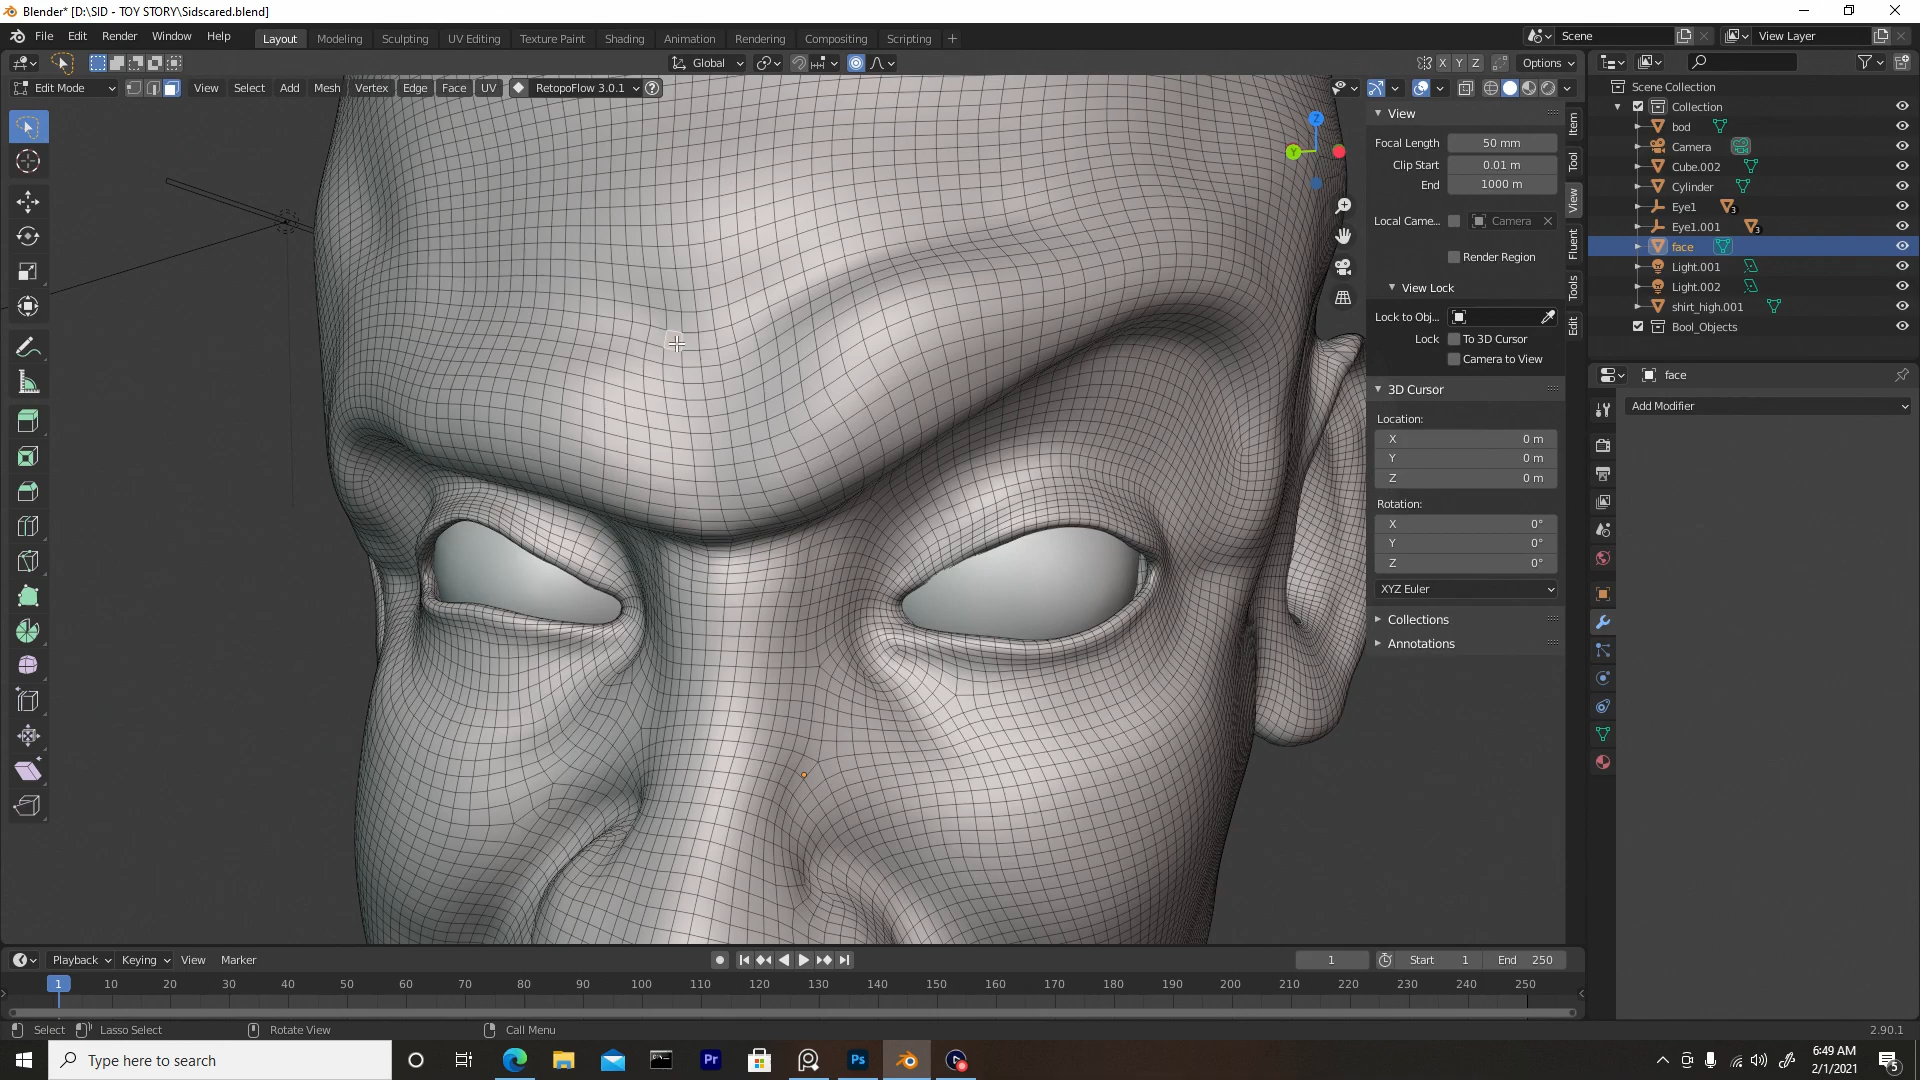 Blender* [D:\SID - TOY STORY\Sidscared.blend]
File Edit Render Window Help
Layout Modeling Sculpting UV Editing Texture Paint Shading Animation Rendering Compositing Scripting +
Scene
View Layer
Global
X Y Z
Options
Edit Mode
View Select Add Mesh Vertex Edge Face UV
RetopoFlow 3.0.1
Z
Y
View
Focal Length 50 mm
Clip Start 0.01 m
End 1000 m
Local Came... Camera
Render Region
View Lock
Lock to Obj...
Lock To 3D Cursor
Camera to View
3D Cursor
Location:
X 0 m
Y 0 m
Z 0 m
Rotation:
X 0°
Y 0°
Z 0°
XYZ Euler
Collections
Annotations
Item
Tool
View
Fluent
Tools
Edit
Scene Collection
Collection
bod
Camera
Cube.002
Cylinder
Eye1 3
Eye1.001 3
face
Light.001
Light.002
shirt_high.001
Bool_Objects
face
Add Modifier
Playback Keying View Marker
1
Start 1
End 250
1 10 20 30 40 50 60 70 80 90 100 110 120 130 140 150 160 170 180 190 200 210 220 230 240 250
Select Lasso Select Rotate View Call Menu
2.90.1
Type here to search
Pr
Ps
6:49 AM
2/1/2021
5